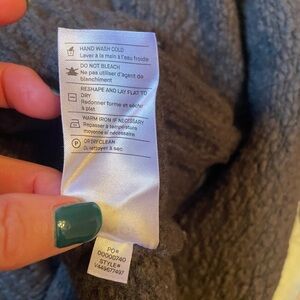 HAND WASH COLD
Laver à la main à l'eau froide
DO NOT BLEACH
Ne pas utiliser d'agent de
blanchiment
RESHAPE AND LAY FLAT TO
DRY
Redonner forme et sécher
à plat
WARM IRON IF NECESSARY
Repasser à température
moyenne si nécessaire
P
OR DRY CLEAN
Ou nettoyer à sec
PO#
00000740
STYLE#
V449677497